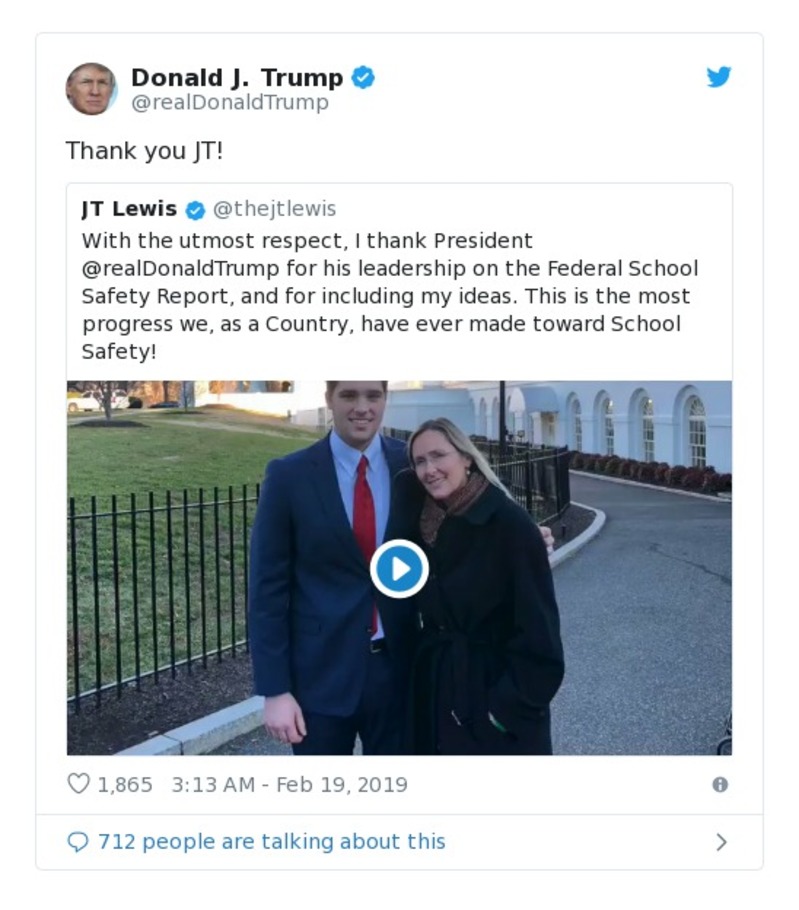 Donald J. Trump
@realDonaldTrump
Thank you JT!
JT Lewis @thejtlewis
With the utmost respect, I thank President
@realDonaldTrump for his leadership on the Federal School
Safety Report, and for including my ideas. This is the most
progress we, as a Country, have ever made toward School
Safety!
1,865 3:13 AM - Feb 19, 2019
712 people are talking about this